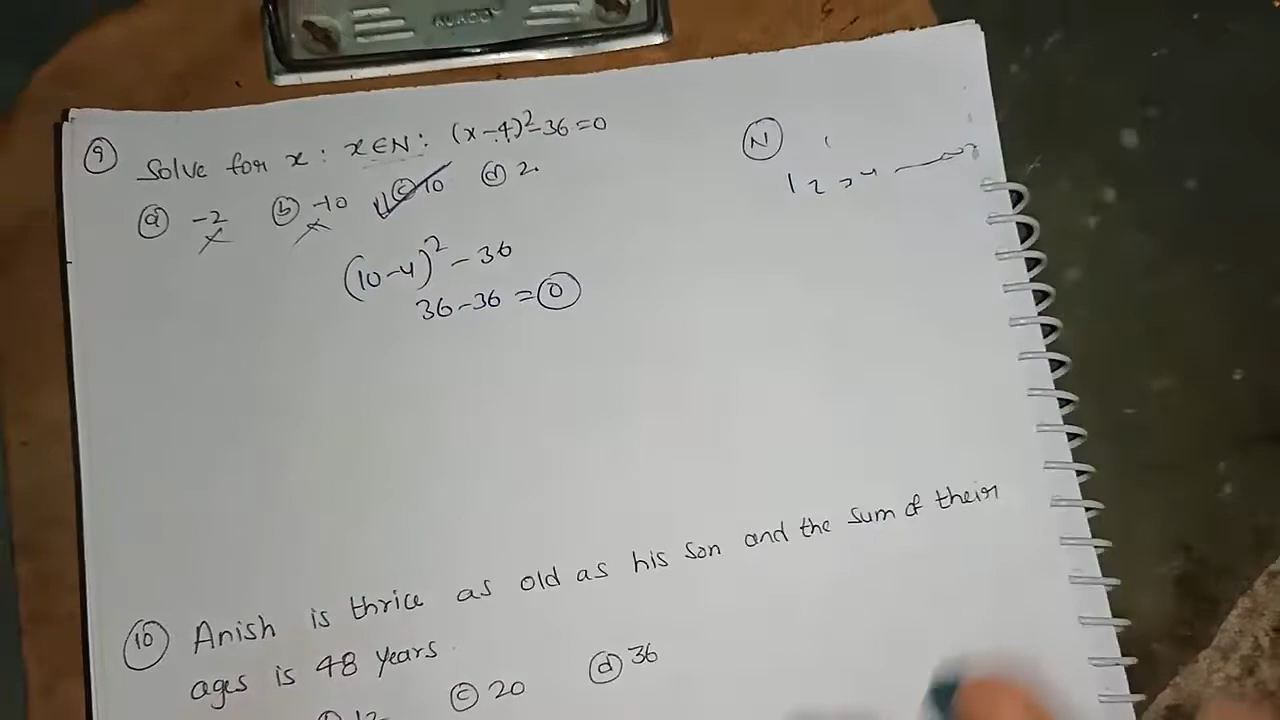 9 Solve for x : x∈N : (x-4)²-36=0
a -2 b -10 c 10 d 2.
(10-4)² - 36
36-36 = 0
N
1 2 3 4
10 Anish is thrice as old as his son and the sum of their
ages is 48 years.
12 c 20 d 36